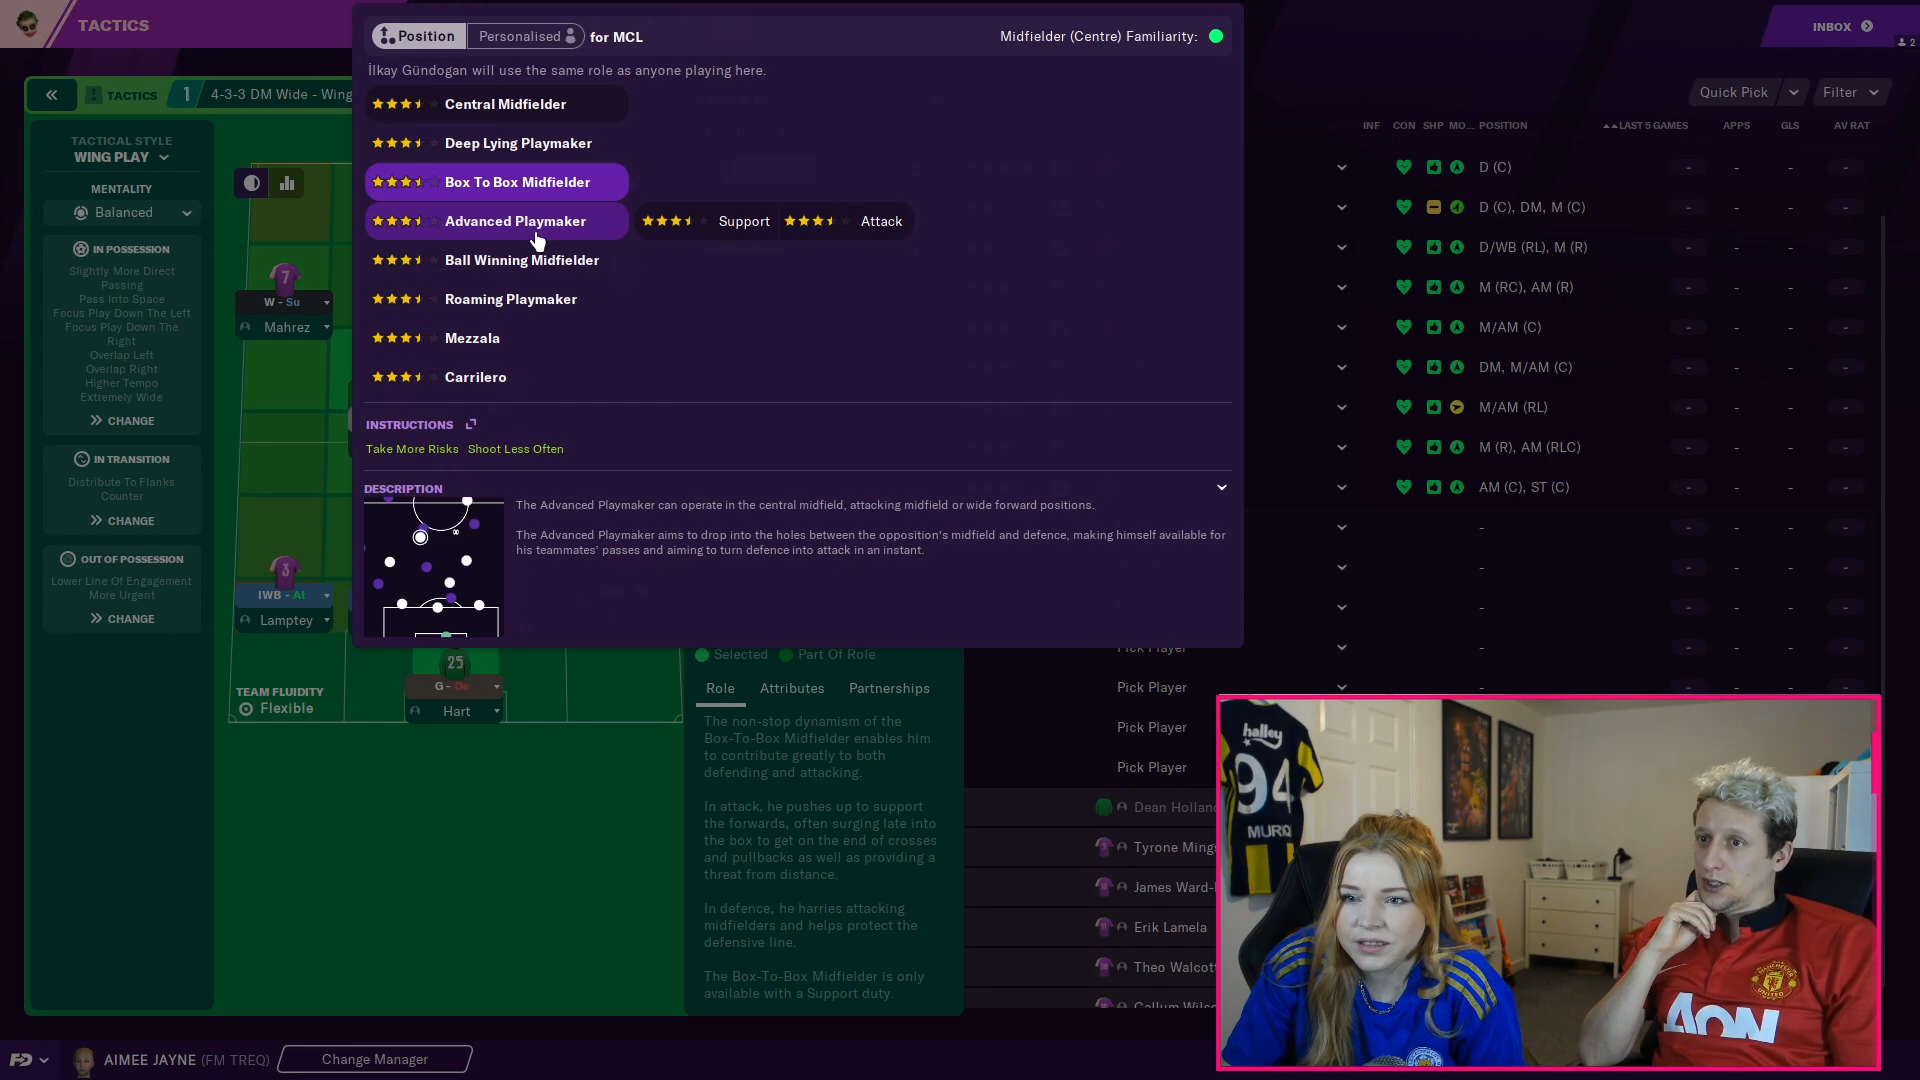 TACTICS
Position
Personalised
for MCL
Midfielder (Centre) Familiarity:
INBOX
2
İlkay Gündogan will use the same role as anyone playing here.
TACTICS
1
4-3-3 DM Wide - Wing
Quick Pick
Filter
INF CON SHP MO... POSITION LAST 5 GAMES APPS GLS AV RAT
Central Midfielder
Deep Lying Playmaker
Box To Box Midfielder
Advanced Playmaker
Support
Attack
Ball Winning Midfielder
Roaming Playmaker
Mezzala
Carrilero
INSTRUCTIONS
Take More Risks Shoot Less Often
DESCRIPTION
The Advanced Playmaker can operate in the central midfield, attacking midfield or wide forward positions.
The Advanced Playmaker aims to drop into the holes between the opposition's midfield and defence, making himself available for
his teammates' passes and aiming to turn defence into attack in an instant.
TACTICAL STYLE
WING PLAY
MENTALITY
Balanced
IN POSSESSION
Slightly More Direct
Passing
Pass Into Space
Focus Play Down The Left
Focus Play Down The
Right
Overlap Left
Overlap Right
Higher Tempo
Extremely Wide
CHANGE
IN TRANSITION
Distribute To Flanks
Counter
CHANGE
OUT OF POSSESSION
Lower Line Of Engagement
More Urgent
CHANGE
7
W - Su
Mahrez
3
IWB - At
Lamptey
25
G - De
Hart
TEAM FLUIDITY
Flexible
D (C)
D (C), DM, M (C)
D/WB (RL), M (R)
M (RC), AM (R)
M/AM (C)
DM, M/AM (C)
M/AM (RL)
M (R), AM (RLC)
AM (C), ST (C)
Selected
Part Of Role
Role
Attributes
Partnerships
The non-stop dynamism of the
Box-To-Box Midfielder enables him
to contribute greatly to both
defending and attacking.
In attack, he pushes up to support
the forwards, often surging late into
the box to get on the end of crosses
and pullbacks as well as providing a
threat from distance.
In defence, he harries attacking
midfielders and helps protect the
defensive line.
The Box-To-Box Midfielder is only
available with a Support duty.
Pick Player
Pick Player
Pick Player
Pick Player
Dean Holland
Tyrone Mings
James Ward-
Erik Lamela
Theo Walcott
Callum Wils
halley
94
MURIQ
AON
AIMEE JAYNE (FM TREQ)
Change Manager